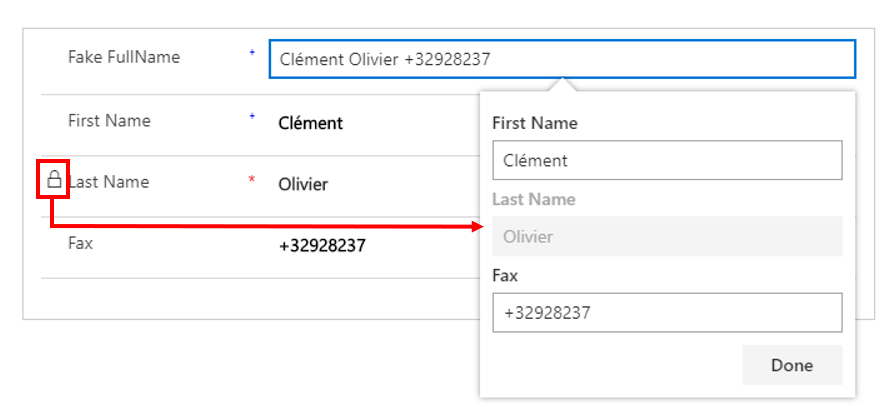 Fake FullName + Clément Olivier +32928237
First Name + Clément
Last Name * Olivier
Fax +32928237
First Name
Clément
Last Name
Olivier
Fax
+32928237
Done